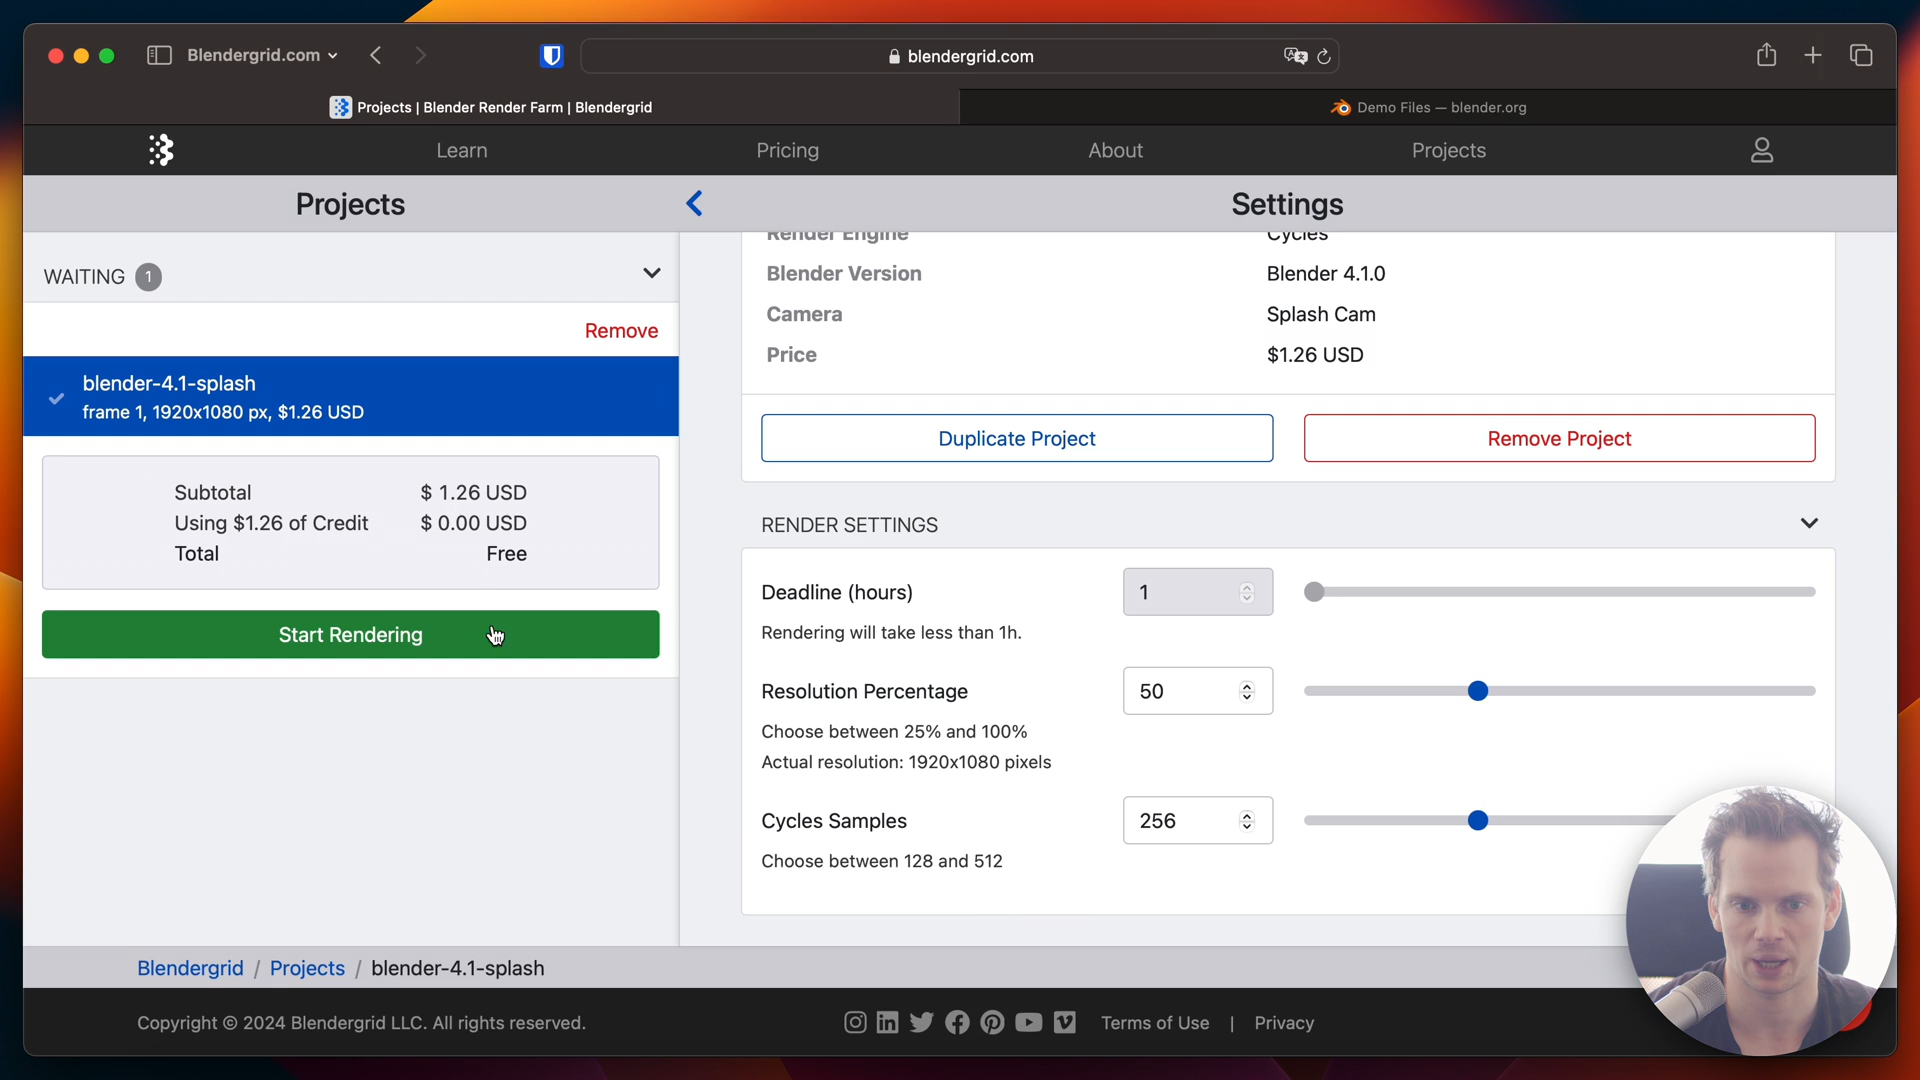 Blendergrid.com
blendergrid.com
Projects | Blender Render Farm | Blendergrid
Demo Files — blender.org
Learn
Pricing
About
Projects
Projects
Settings
WAITING 1
Remove
blender-4.1-splash
frame 1, 1920x1080 px, $1.26 USD
Subtotal $ 1.26 USD
Using $1.26 of Credit $ 0.00 USD
Total Free
Start Rendering
Render Engine Cycles
Blender Version Blender 4.1.0
Camera Splash Cam
Price $1.26 USD
Duplicate Project
Remove Project
RENDER SETTINGS
Deadline (hours) 1
Rendering will take less than 1h.
Resolution Percentage 50
Choose between 25% and 100%
Actual resolution: 1920x1080 pixels
Cycles Samples 256
Choose between 128 and 512
Blendergrid / Projects / blender-4.1-splash
Copyright © 2024 Blendergrid LLC. All rights reserved.
Terms of Use | Privacy